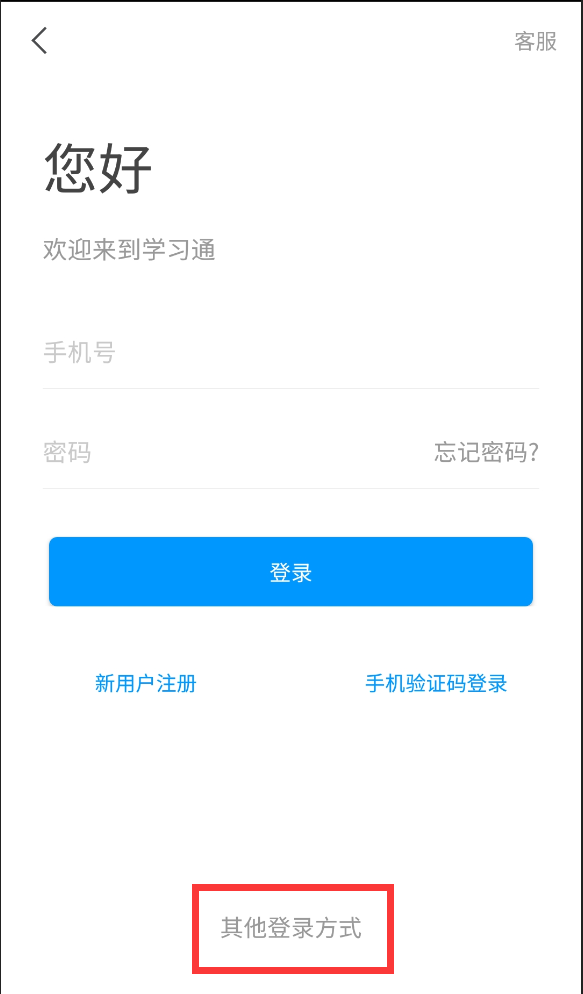 客服
您好
欢迎来到学习通
手机号
密码 忘记密码?
登录
新用户注册 手机验证码登录
其他登录方式